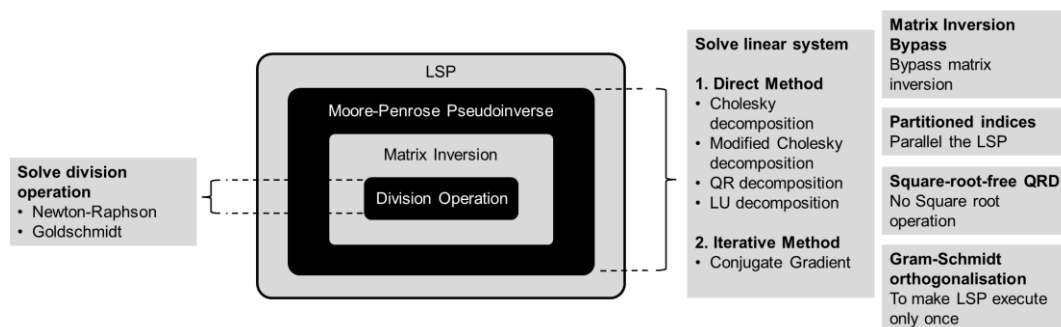 Solve division
operation
• Newton-Raphson
• Goldschmidt
LSP
Moore-Penrose Pseudoinverse
Matrix Inversion
Division Operation
Solve linear system
1. Direct Method
• Cholesky
decomposition
• Modified Cholesky
decomposition
• QR decomposition
• LU decomposition
2. Iterative Method
• Conjugate Gradient
Matrix Inversion
Bypass
Bypass matrix
inversion
Partitioned indices
Parallel the LSP
Square-root-free QRD
No Square root
operation
Gram-Schmidt
orthogonalisation
To make LSP execute
only once